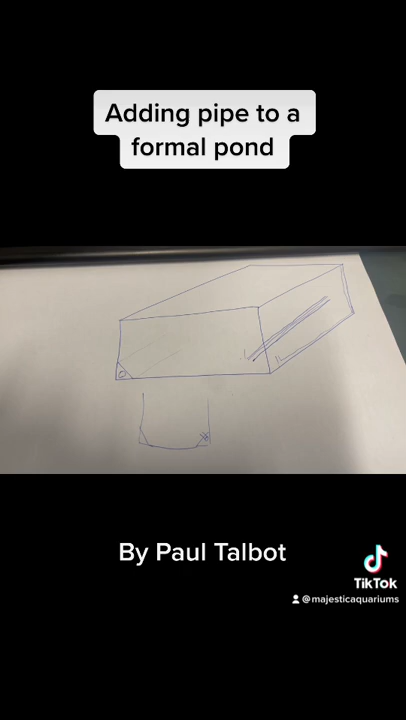 Adding pipe to a
formal pond
By Paul Talbot
TikTok
@majesticaquariums